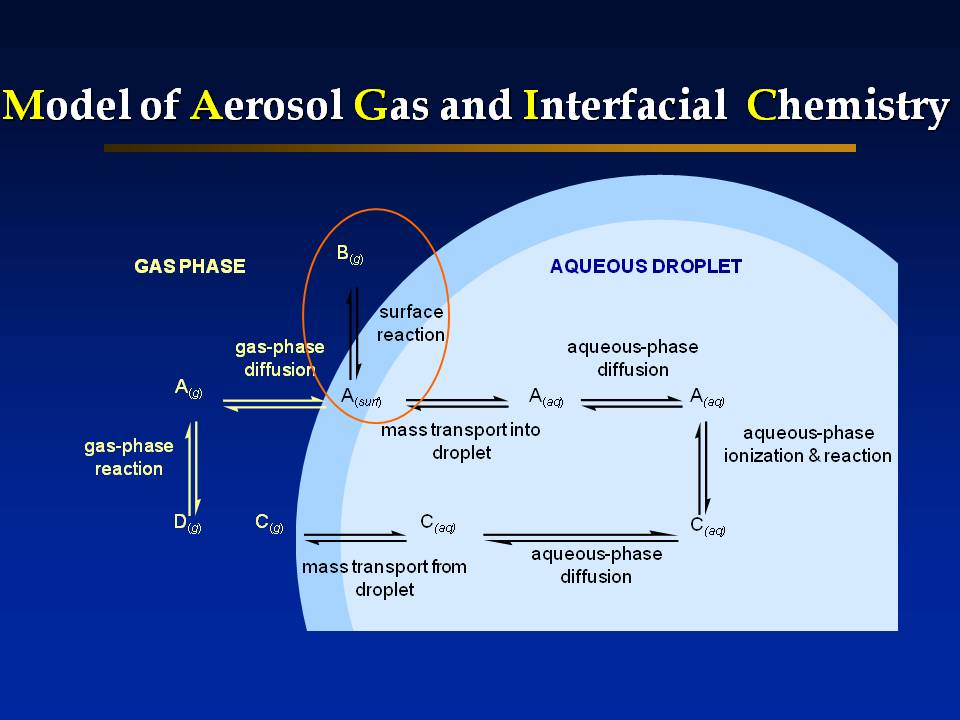 Model of Aerosol Gas and Interfacial Chemistry
GAS PHASE
B(g)
AQUEOUS DROPLET
surface
reaction
gas-phase
diffusion
aqueous-phase
diffusion
A(g)
A(surf)
A(aq)
A(aq)
mass transport into
droplet
gas-phase
reaction
aqueous-phase
ionization & reaction
D(g)
C(g)
C(aq)
C(aq)
mass transport from
droplet
aqueous-phase
diffusion